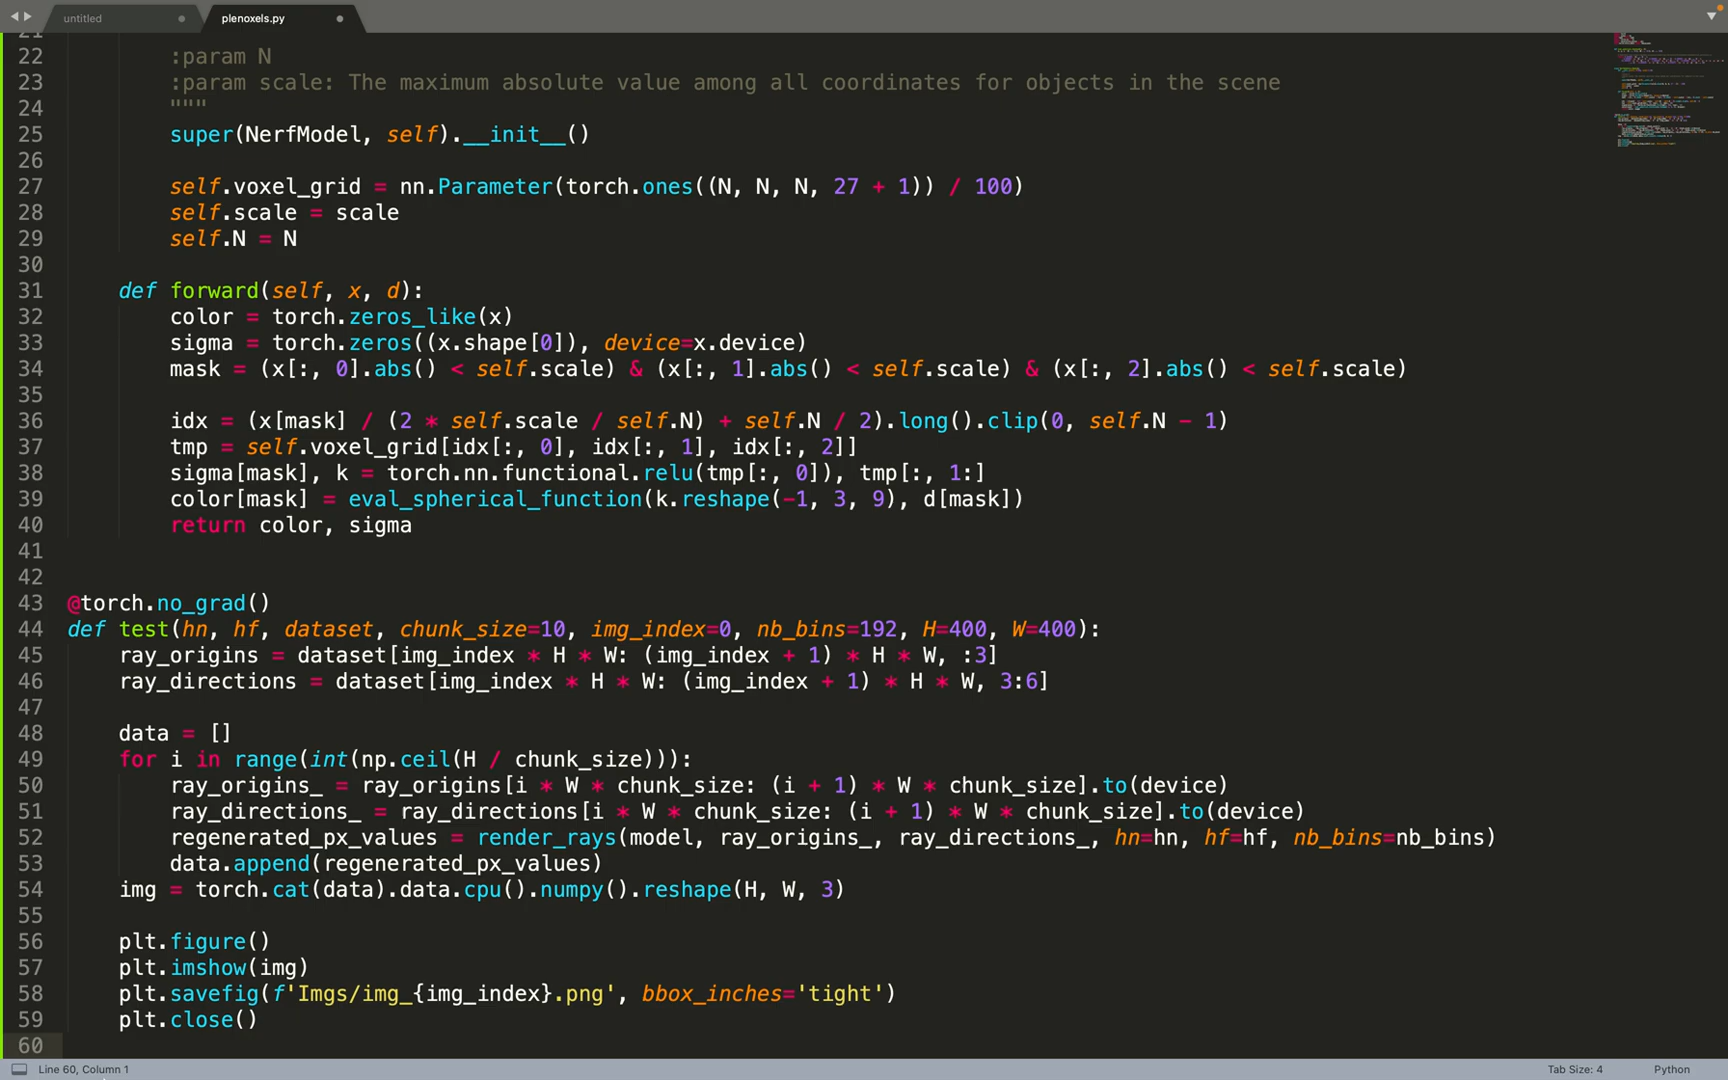 untitled
plenoxels.py
21
22 :param N
23 :param scale: The maximum absolute value among all coordinates for objects in the scene
24 """
25 super(NerfModel, self).__init__()
26
27 self.voxel_grid = nn.Parameter(torch.ones((N, N, N, 27 + 1)) / 100)
28 self.scale = scale
29 self.N = N
30
31 def forward(self, x, d):
32 color = torch.zeros_like(x)
33 sigma = torch.zeros((x.shape[0]), device=x.device)
34 mask = (x[:, 0].abs() < self.scale) & (x[:, 1].abs() < self.scale) & (x[:, 2].abs() < self.scale)
35
36 idx = (x[mask] / (2 * self.scale / self.N) + self.N / 2).long().clip(0, self.N - 1)
37 tmp = self.voxel_grid[idx[:, 0], idx[:, 1], idx[:, 2]]
38 sigma[mask], k = torch.nn.functional.relu(tmp[:, 0]), tmp[:, 1:]
39 color[mask] = eval_spherical_function(k.reshape(-1, 3, 9), d[mask])
40 return color, sigma
41
42
43 @torch.no_grad()
44 def test(hn, hf, dataset, chunk_size=10, img_index=0, nb_bins=192, H=400, W=400):
45 ray_origins = dataset[img_index * H * W: (img_index + 1) * H * W, :3]
46 ray_directions = dataset[img_index * H * W: (img_index + 1) * H * W, 3:6]
47
48 data = []
49 for i in range(int(np.ceil(H / chunk_size))):
50 ray_origins_ = ray_origins[i * W * chunk_size: (i + 1) * W * chunk_size].to(device)
51 ray_directions_ = ray_directions[i * W * chunk_size: (i + 1) * W * chunk_size].to(device)
52 regenerated_px_values = render_rays(model, ray_origins_, ray_directions_, hn=hn, hf=hf, nb_bins=nb_bins)
53 data.append(regenerated_px_values)
54 img = torch.cat(data).data.cpu().numpy().reshape(H, W, 3)
55
56 plt.figure()
57 plt.imshow(img)
58 plt.savefig(f'Imgs/img_{img_index}.png', bbox_inches='tight')
59 plt.close()
60
Line 60, Column 1
Tab Size: 4
Python